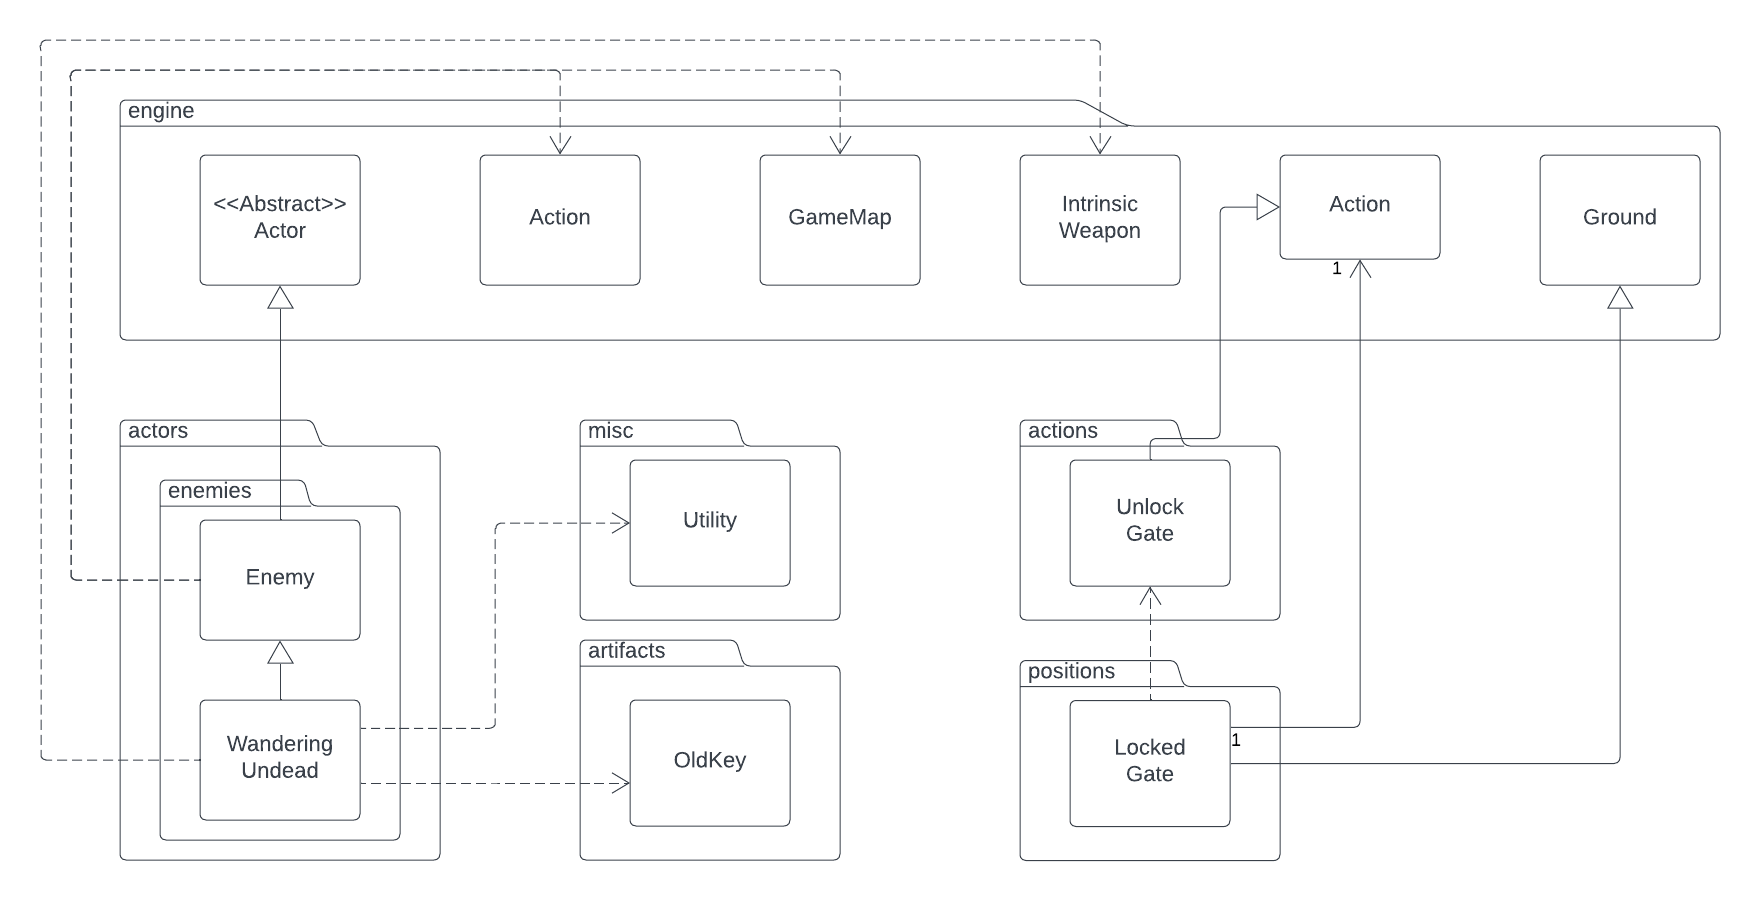 engine
<<Abstract>>
Actor
Action
GameMap
Intrinsic
Weapon
Action
1
Ground
actors
enemies
Enemy
Wandering
Undead
misc
Utility
artifacts
OldKey
actions
Unlock
Gate
positions
Locked
Gate
1